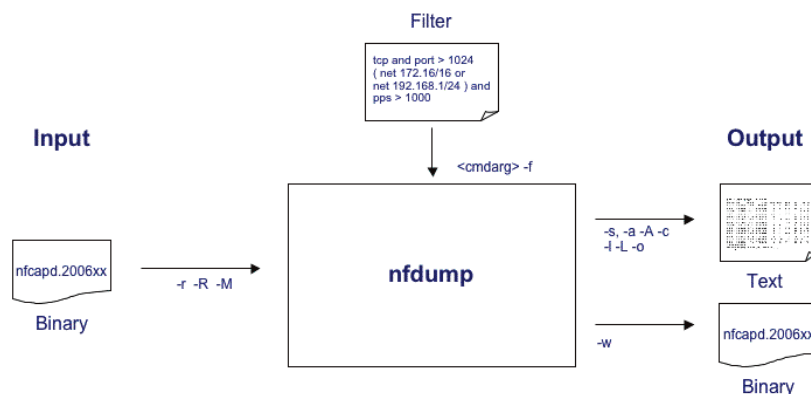 Filter
tcp and port > 1024
( net 172.16/16 or
net 192.168.1/24 ) and
pps > 1000
Input
Output
<cmdarg> -f
-s, -a -A -c
-l -L -o
nfcapd.2006xx
-r -R -M
nfdump
Text
Binary
-w
nfcapd.2006xx
Binary